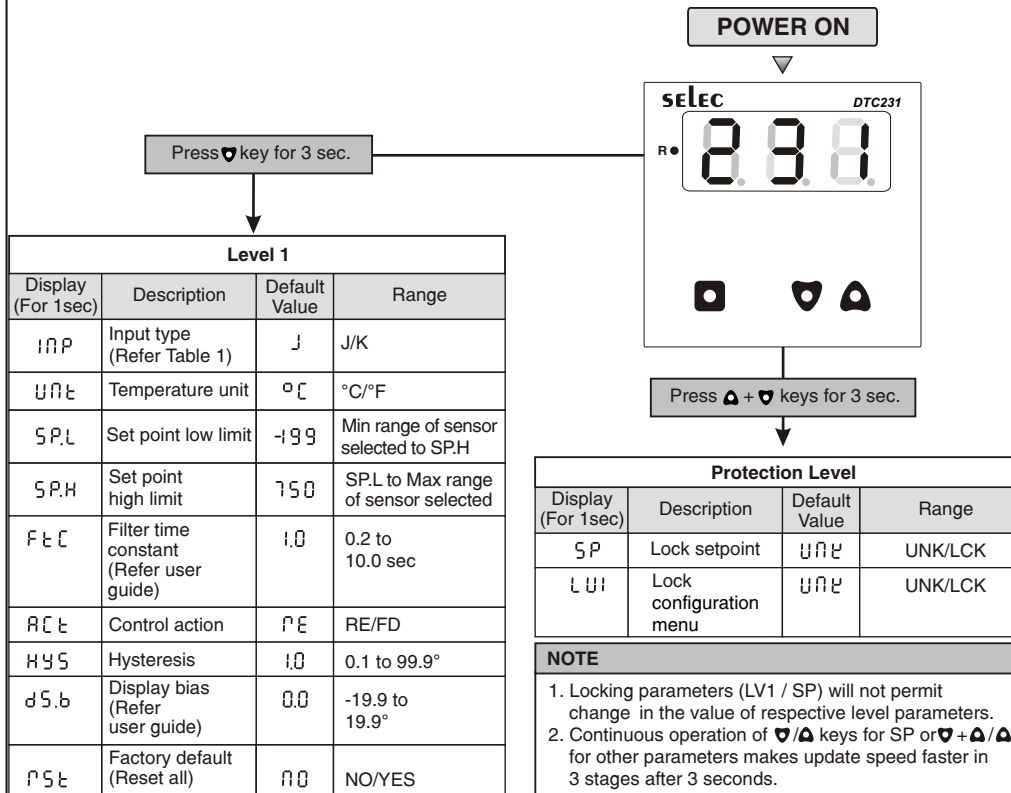 POWER ON
selec
DTC231
R
231
Press key for 3 sec.
Level 1
Display (For 1sec) Description Default Value Range
INP Input type (Refer Table 1) J J/K
UNt Temperature unit °C °C/°F
SP.L Set point low limit -199 Min range of sensor selected to SP.H
SP.H Set point high limit 750 SP.L to Max range of sensor selected
FtC Filter time constant (Refer user guide) 1.0 0.2 to 10.0 sec
ACt Control action rE RE/FD
HYS Hysteresis 1.0 0.1 to 99.9°
dS.b Display bias (Refer user guide) 0.0 -19.9 to 19.9°
rSt Factory default (Reset all) NO NO/YES
Press + keys for 3 sec.
Protection Level
Display (For 1sec) Description Default Value Range
SP Lock setpoint UNK UNK/LCK
LV1 Lock configuration menu UNK UNK/LCK
NOTE
1. Locking parameters (LV1 / SP) will not permit
change in the value of respective level parameters.
2. Continuous operation of / keys for SP or + /
for other parameters makes update speed faster in
3 stages after 3 seconds.